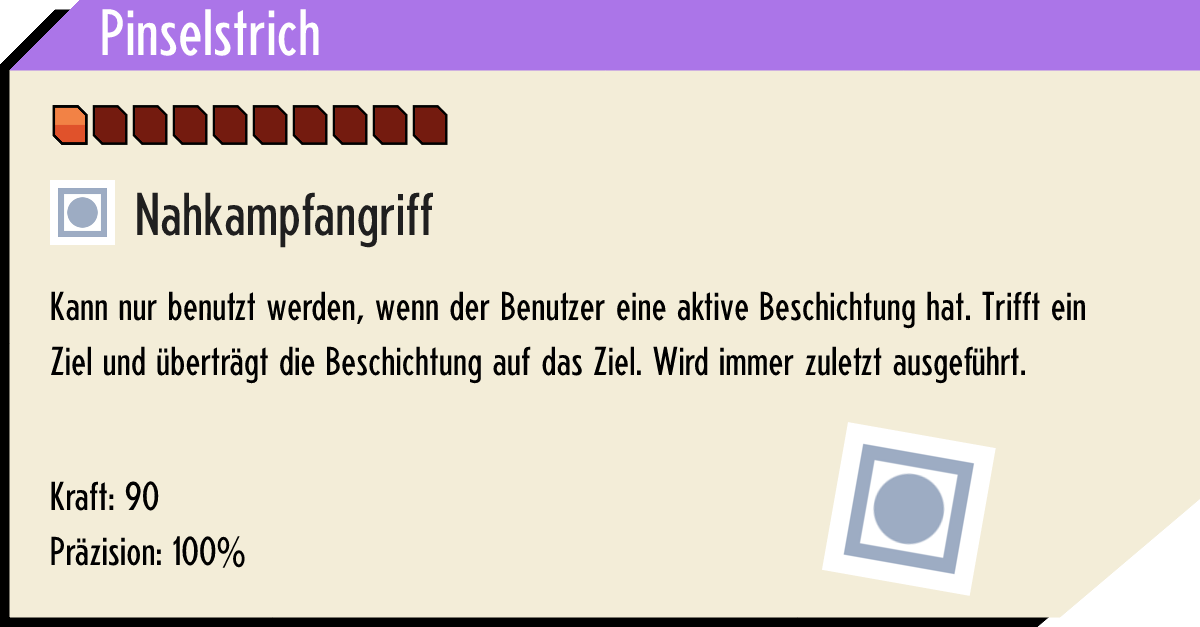 Pinselstrich
Nahkampfangriff
Kann nur benutzt werden, wenn der Benutzer eine aktive Beschichtung hat. Trifft ein
Ziel und überträgt die Beschichtung auf das Ziel. Wird immer zuletzt ausgeführt.
Kraft: 90
Präzision: 100%